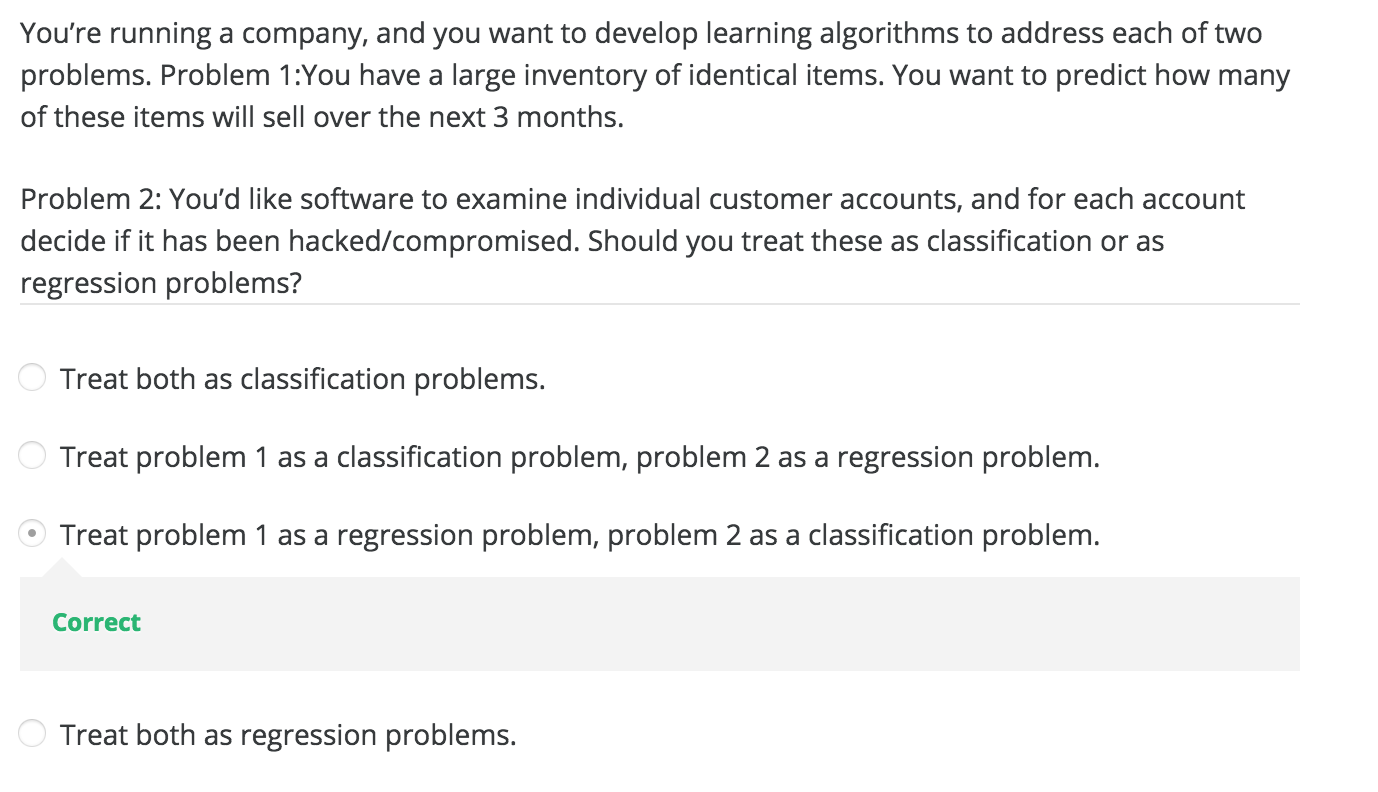 You’re running a company, and you want to develop learning algorithms to address each of two
problems. Problem 1:You have a large inventory of identical items. You want to predict how many
of these items will sell over the next 3 months.
Problem 2: You’d like software to examine individual customer accounts, and for each account
decide if it has been hacked/compromised. Should you treat these as classification or as
regression problems?
Treat both as classification problems.
Treat problem 1 as a classification problem, problem 2 as a regression problem.
Treat problem 1 as a regression problem, problem 2 as a classification problem.
Correct
Treat both as regression problems.